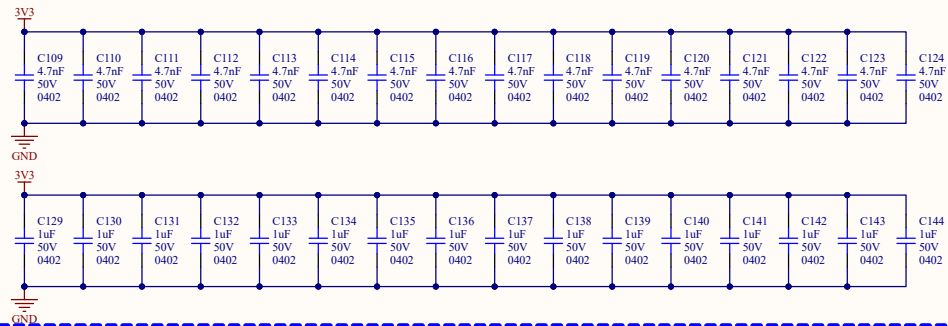 3V3
C109 C110 C111 C112 C113 C114 C115 C116 C117 C118 C119 C120 C121 C122 C123 C124
4.7nF 4.7nF 4.7nF 4.7nF 4.7nF 4.7nF 4.7nF 4.7nF 4.7nF 4.7nF 4.7nF 4.7nF 4.7nF 4.7nF 4.7nF 4.7nF
50V 50V 50V 50V 50V 50V 50V 50V 50V 50V 50V 50V 50V 50V 50V 50V
0402 0402 0402 0402 0402 0402 0402 0402 0402 0402 0402 0402 0402 0402 0402 0402
GND
3V3
C129 C130 C131 C132 C133 C134 C135 C136 C137 C138 C139 C140 C141 C142 C143 C144
1uF 1uF 1uF 1uF 1uF 1uF 1uF 1uF 1uF 1uF 1uF 1uF 1uF 1uF 1uF 1uF
50V 50V 50V 50V 50V 50V 50V 50V 50V 50V 50V 50V 50V 50V 50V 50V
0402 0402 0402 0402 0402 0402 0402 0402 0402 0402 0402 0402 0402 0402 0402 0402
GND